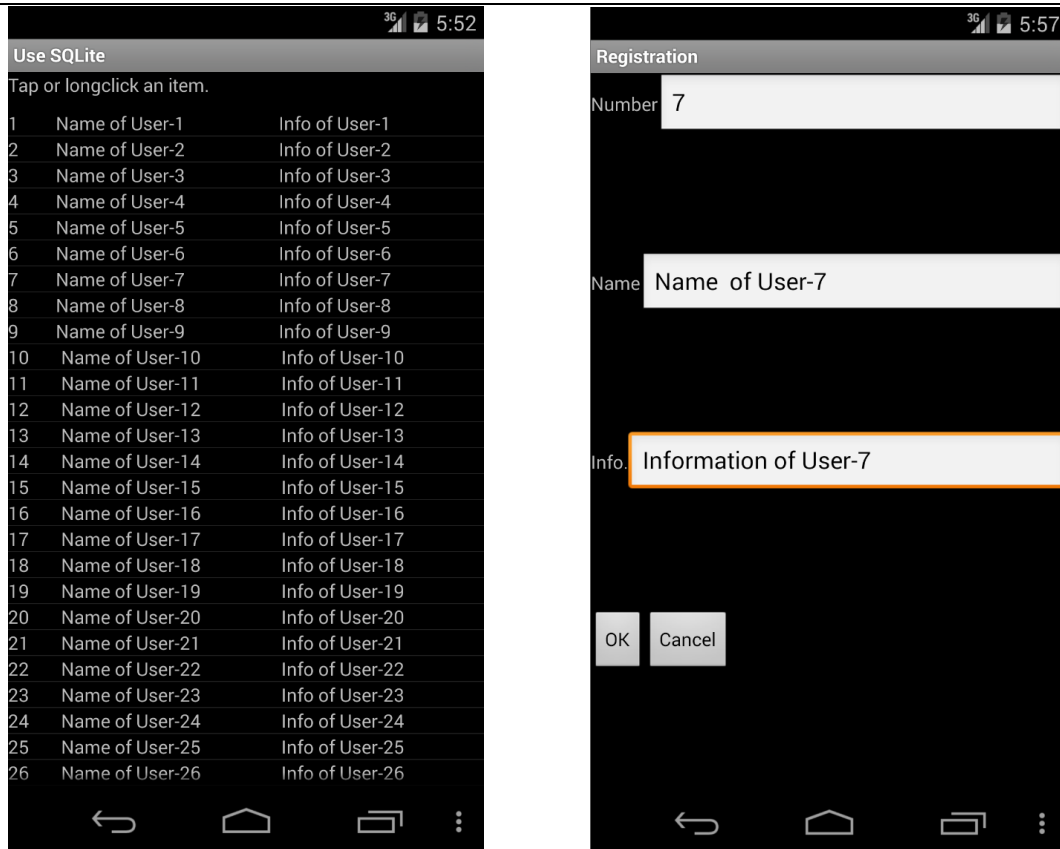 3G 5:52
Use SQLite
Tap or longclick an item.
1 Name of User-1 Info of User-1
2 Name of User-2 Info of User-2
3 Name of User-3 Info of User-3
4 Name of User-4 Info of User-4
5 Name of User-5 Info of User-5
6 Name of User-6 Info of User-6
7 Name of User-7 Info of User-7
8 Name of User-8 Info of User-8
9 Name of User-9 Info of User-9
10 Name of User-10 Info of User-10
11 Name of User-11 Info of User-11
12 Name of User-12 Info of User-12
13 Name of User-13 Info of User-13
14 Name of User-14 Info of User-14
15 Name of User-15 Info of User-15
16 Name of User-16 Info of User-16
17 Name of User-17 Info of User-17
18 Name of User-18 Info of User-18
19 Name of User-19 Info of User-19
20 Name of User-20 Info of User-20
21 Name of User-21 Info of User-21
22 Name of User-22 Info of User-22
23 Name of User-23 Info of User-23
24 Name of User-24 Info of User-24
25 Name of User-25 Info of User-25
26 Name of User-26 Info of User-26
3G 5:57
Registration
Number 7
Name Name  of User-7
Info. Information of User-7
OK Cancel